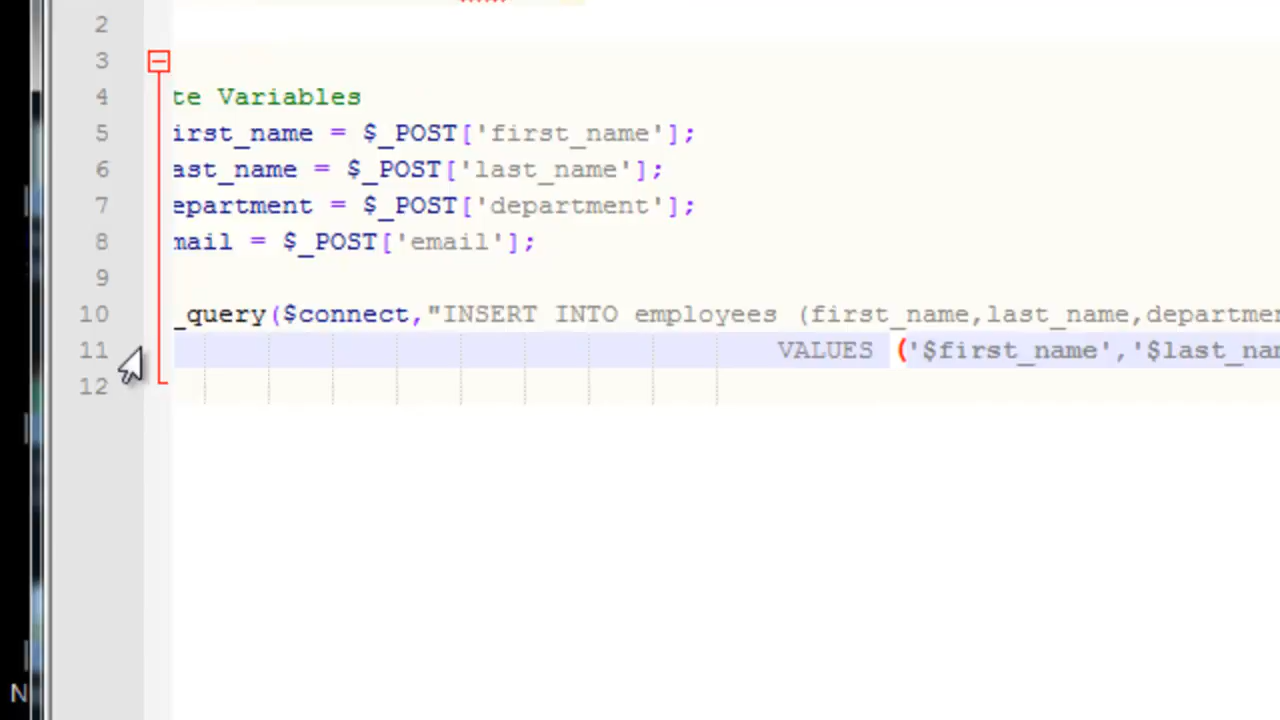 2
3
4 te Variables
5 irst_name = $_POST['first_name'];
6 ast_name = $_POST['last_name'];
7 epartment = $_POST['department'];
8 mail = $_POST['email'];
9
10 _query($connect,"INSERT INTO employees (first_name,last_name,departmen
11 VALUES ('$first_name','$last_nam
12
N